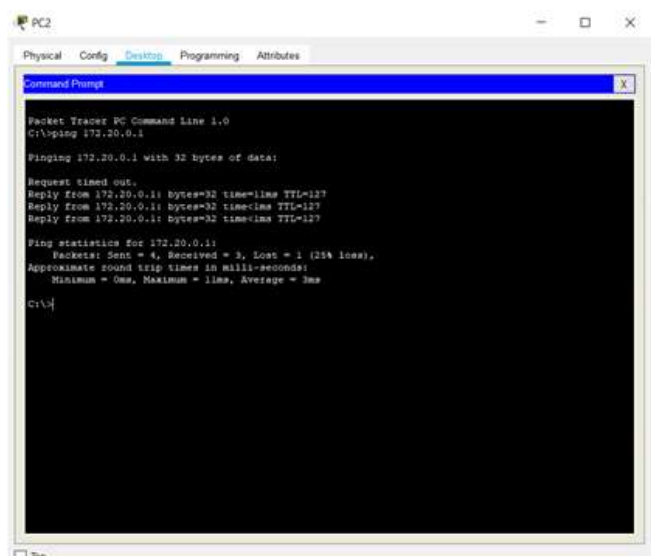 PC2
Physical Config Desktop Programming Attributes
Command Prompt
X
Packet Tracer PC Command Line 1.0
C:\>ping 172.20.0.1
Pinging 172.20.0.1 with 32 bytes of data:
Request timed out.
Reply from 172.20.0.1: bytes=32 time=11ms TTL=127
Reply from 172.20.0.1: bytes=32 time<1ms TTL=127
Reply from 172.20.0.1: bytes=32 time<1ms TTL=127
Ping statistics for 172.20.0.1:
Packets: Sent = 4, Received = 3, Lost = 1 (25% loss),
Approximate round trip times in milli-seconds:
Minimum = 0ms, Maximum = 11ms, Average = 3ms
C:\>